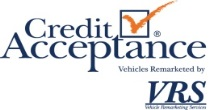 Credit
Acceptance®
Vehicles Remarketed by
VRS
Vehicle Remarketing Services